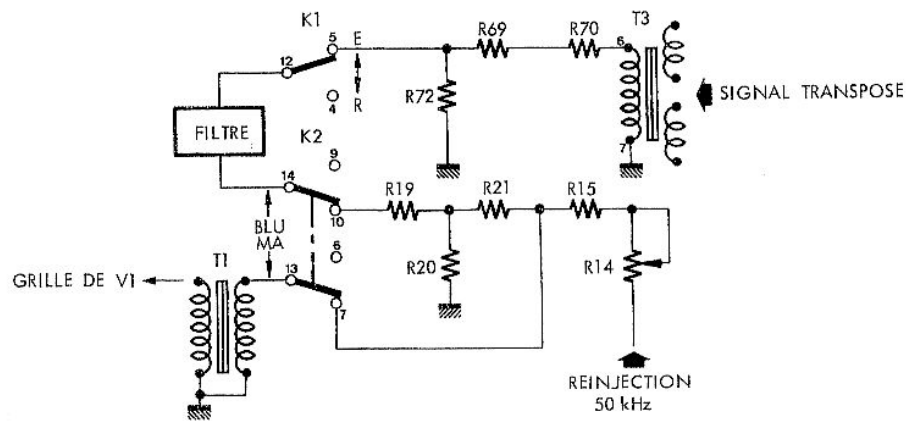 K1
5
E
12
4
R
R69
R70
T3
6
7
R72
SIGNAL TRANSPOSE
FILTRE
K2
9
14
10
R19
R21
R15
BLU
MA
6
R20
R14
T1
13
7
GRILLE DE V1
REINJECTION
50 kHz